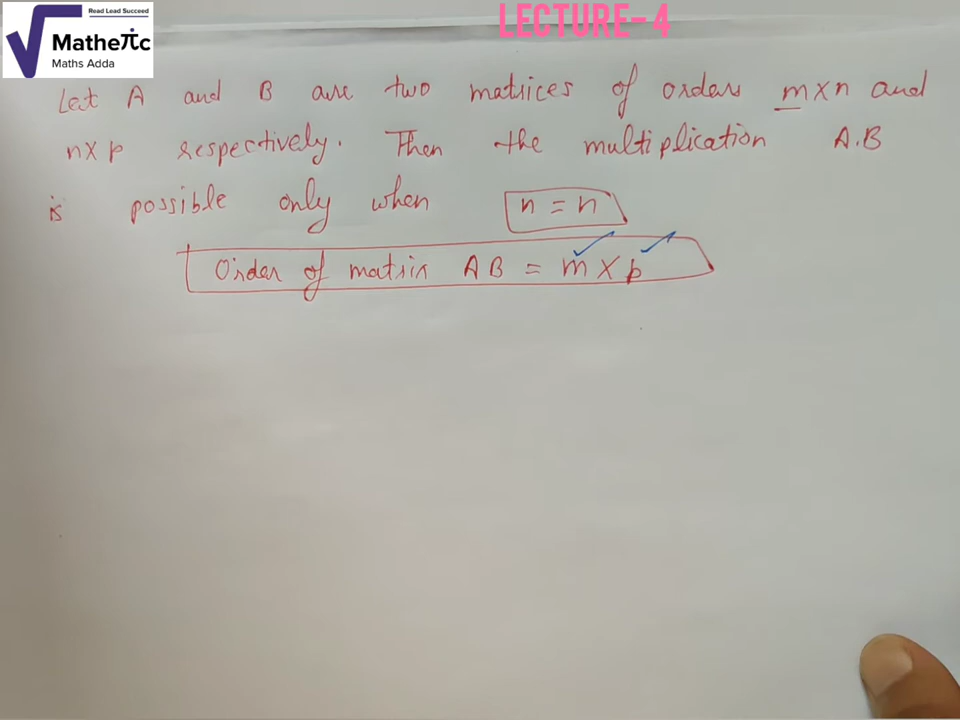 LECTURE-4
Read Lead Succeed
Matheπc
Maths Adda
Let A and B are two matrices of orders m×n and
n×p respectively. Then the multiplication A.B
is possible only when n = n
Order of matrix AB = m×p